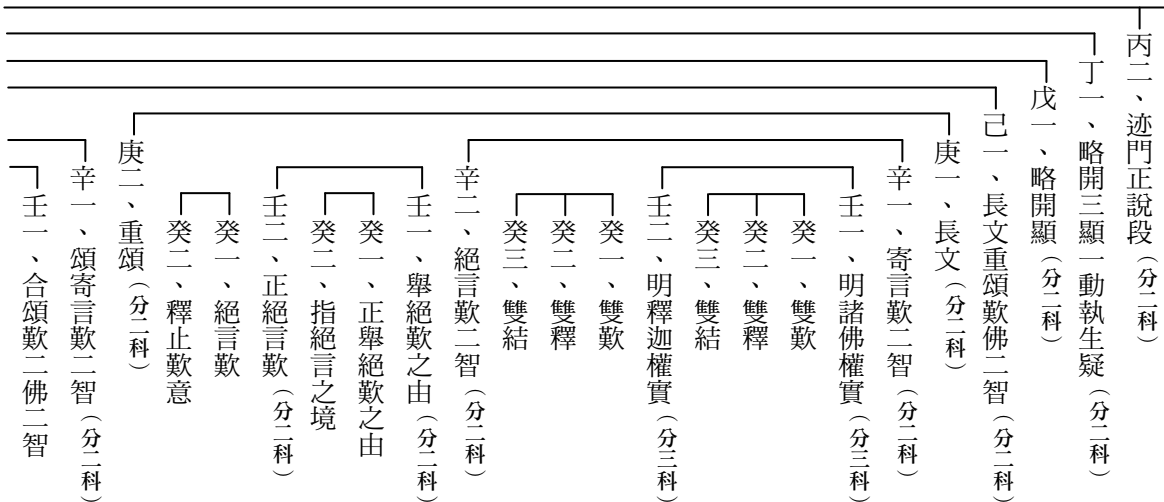 丙二、迹門正說段（分二科）
丁一、略開三顯一動執生疑（分二科）
戊一、略開顯（分二科）
己一、長文重頌歎佛二智（分二科）
庚一、長文（分二科）
辛一、寄言歎二智（分二科）
壬一、明諸佛權實（分三科）
癸一、雙歎
癸二、雙釋
癸三、雙結
壬二、明釋迦權實（分三科）
癸一、雙歎
癸二、雙釋
癸三、雙結
辛二、絕言歎二智（分二科）
壬一、舉絕歎之由（分二科）
癸一、正舉絕歎之由
癸二、指絕言之境
壬二、正絕言歎（分二科）
癸一、絕言歎
癸二、釋止歎意
庚二、重頌（分二科）
辛一、頌寄言歎二智（分二科）
壬一、合頌歎二佛二智